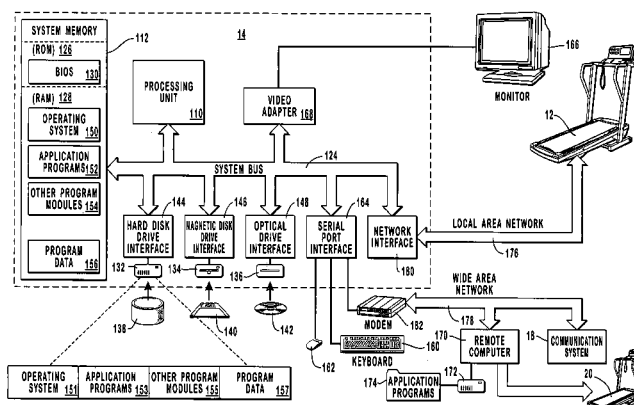 SYSTEM MEMORY
(ROM) 126
BIOS
130
(RAM) 128
OPERATING
SYSTEM 150
APPLICATION
PROGRAMS 152
OTHER PROGRAM
MODULES 154
PROGRAM
DATA 156
112
14
PROCESSING
UNIT
110
VIDEO
ADAPTER
168
MONITOR
166
12
SYSTEM BUS
124
144
HARD DISK
DRIVE
INTERFACE
146
MAGNETIC DISK
DRIVE
INTERFACE
148
OPTICAL
DRIVE
INTERFACE
164
SERIAL
PORT
INTERFACE
NETWORK
INTERFACE
180
LOCAL AREA NETWORK
176
132
134
136
138
140
142
WIDE AREA
NETWORK
178
MODEM
182
KEYBOARD
160
162
170
REMOTE
COMPUTER
18
COMMUNICATION
SYSTEM
172
174
APPLICATION
PROGRAMS
20
OPERATING
SYSTEM 151
APPLICATION
PROGRAMS 153
OTHER PROGRAM
MODULES 155
PROGRAM
DATA 157